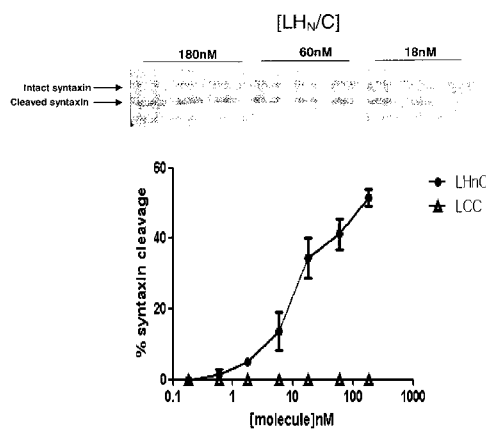 [LHN/C]
180nM 60nM 18nM
Intact syntaxin
Cleaved syntaxin
60
40
20
0
% syntaxin cleavage
LHnC
LCC
0.1 1 10 100 1000
[molecule]nM